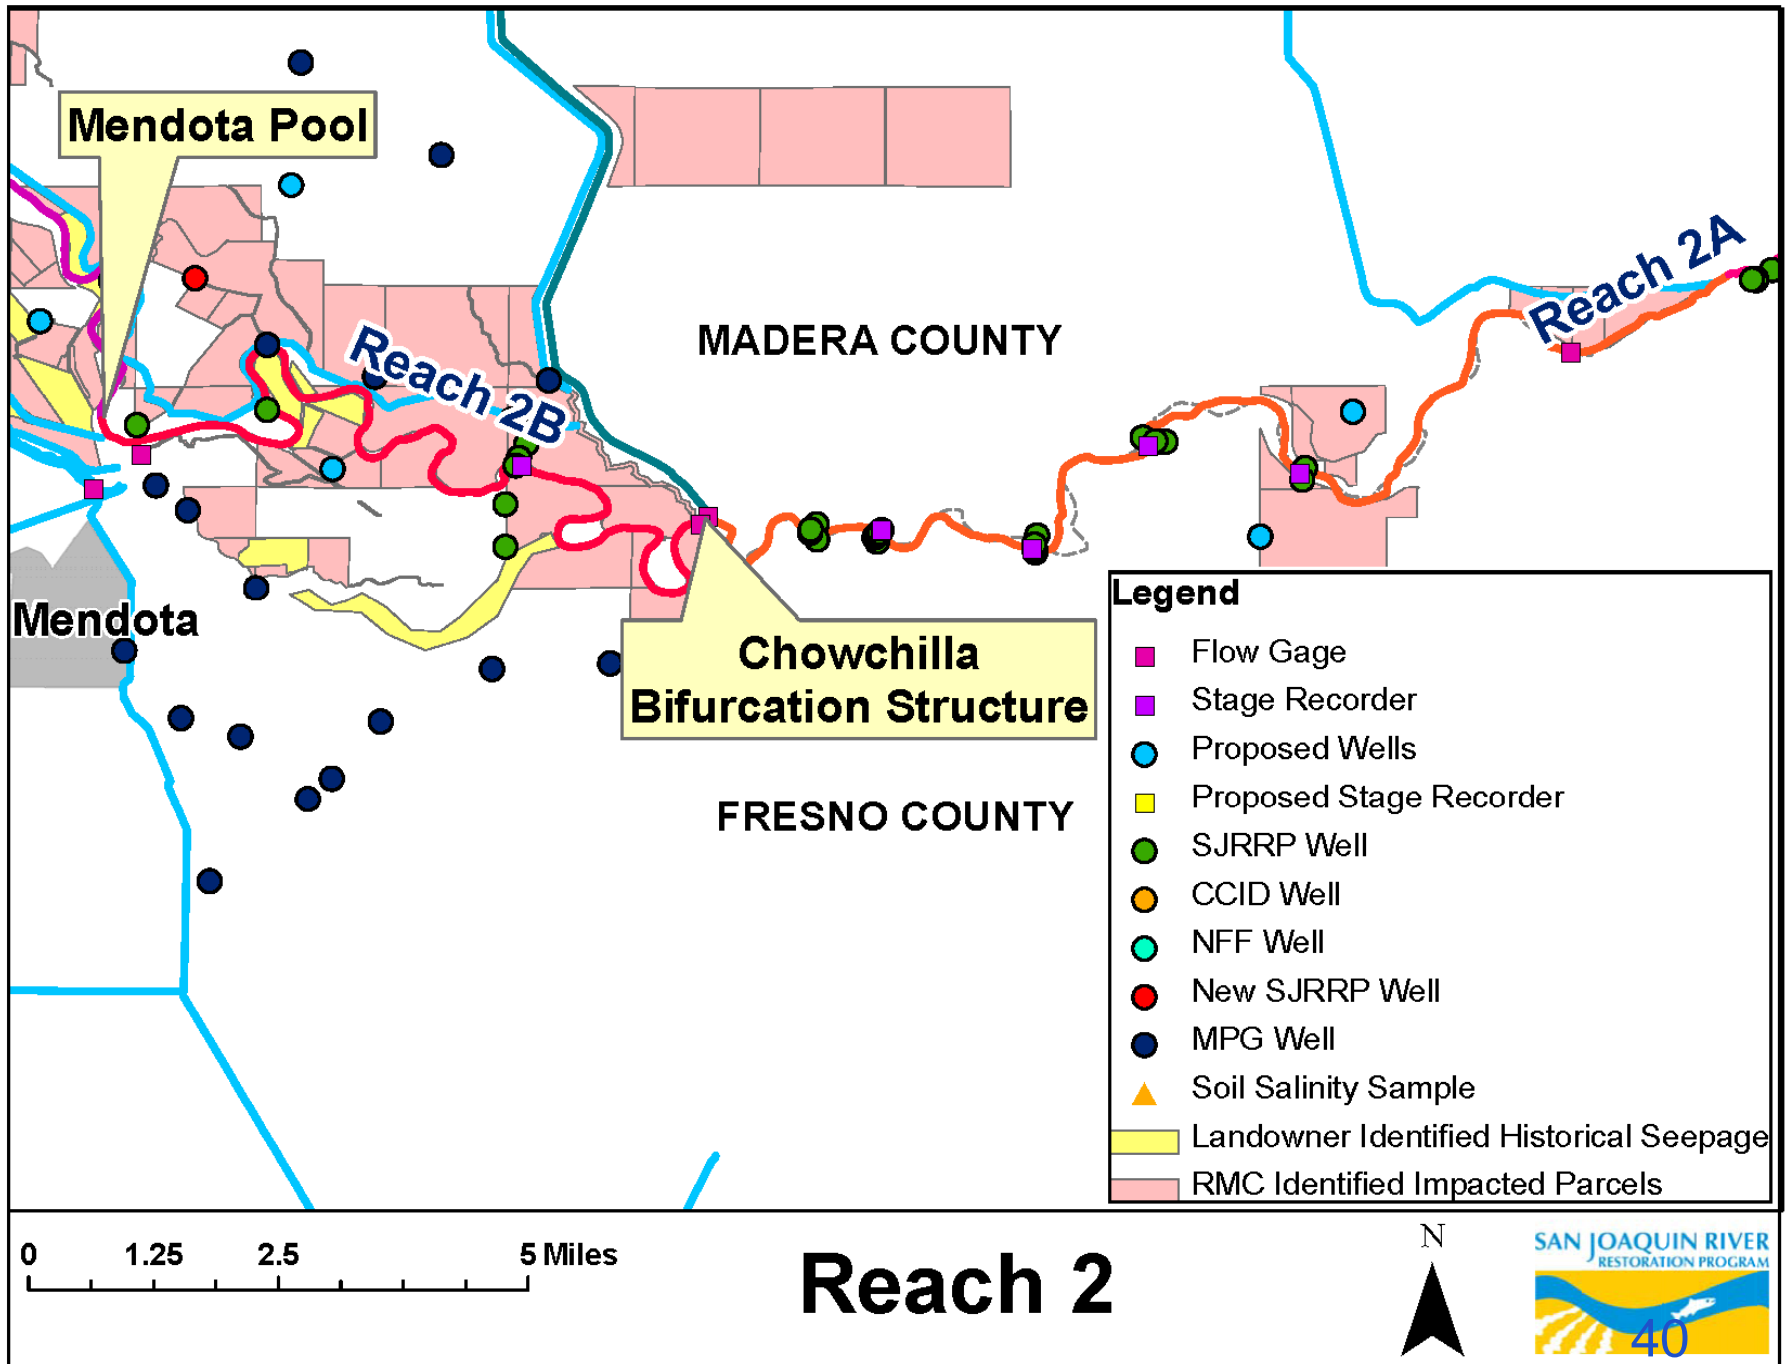 Mendota Pool
Reach 2A
MADERA COUNTY
Reach 2B
Mendota
Chowchilla
Bifurcation Structure
FRESNO COUNTY
Legend
Flow Gage
Stage Recorder
Proposed Wells
Proposed Stage Recorder
SJRRP Well
CCID Well
NFF Well
New SJRRP Well
MPG Well
Soil Salinity Sample
Landowner Identified Historical Seepage
RMC Identified Impacted Parcels
0 1.25 2.5 5 Miles
Reach 2
N
SAN JOAQUIN RIVER
RESTORATION PROGRAM
40